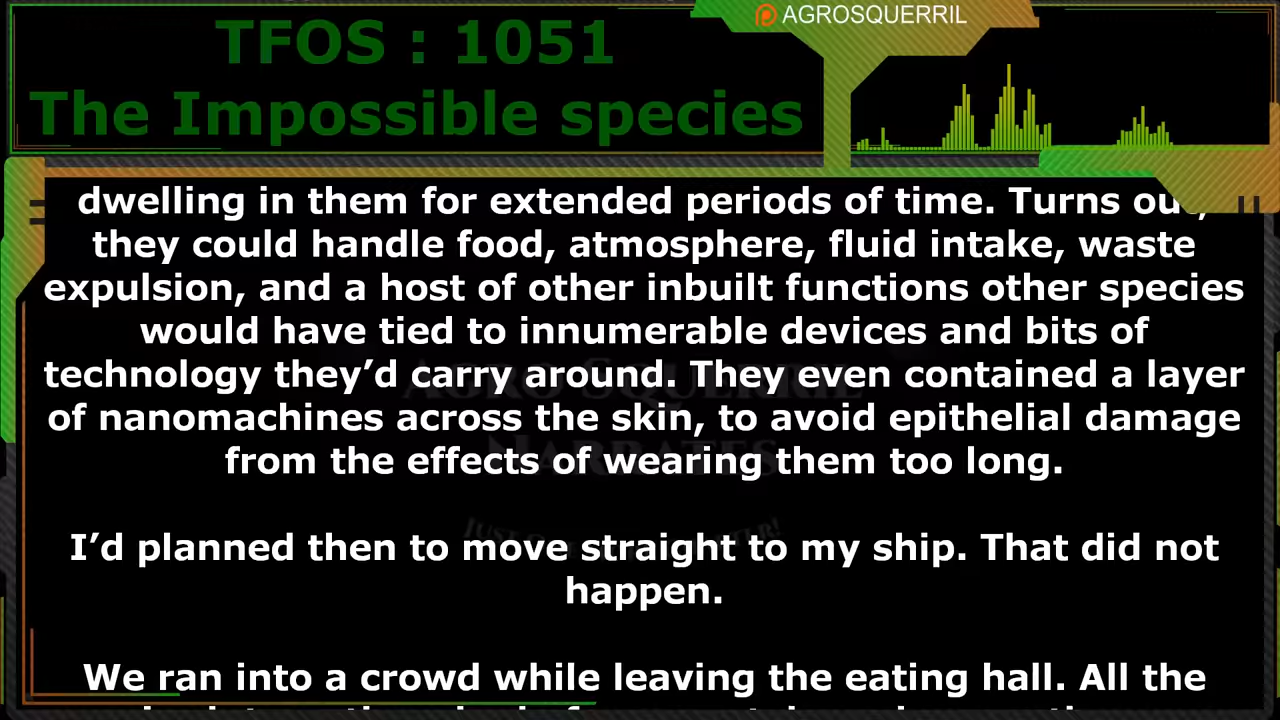 AGROSQUERRIL
TFOS : 1051
The Impossible species
dwelling in them for extended periods of time. Turns out,
they could handle food, atmosphere, fluid intake, waste
expulsion, and a host of other inbuilt functions other species
would have tied to innumerable devices and bits of
technology they’d carry around. They even contained a layer
of nanomachines across the skin, to avoid epithelial damage
from the effects of wearing them too long.
I’d planned then to move straight to my ship. That did not
happen.
We ran into a crowd while leaving the eating hall. All the
Agro Squerril
Narrates